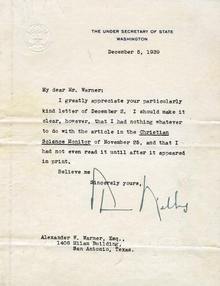 THE UNDER SECRETARY OF STATE
WASHINGTON
December 5, 1939
My dear Mr. Warner:
I greatly appreciate your particularly
kind letter of December 2. I should make it
clear, however, that I had nothing whatever
to do with the article in the Christian
Science Monitor of November 25, and that I
had not even read it until after it appeared
in print.
Believe me
Sincerely yours,
Alexander W. Warner, Esq.,
1406 Milam Building,
San Antonio, Texas.